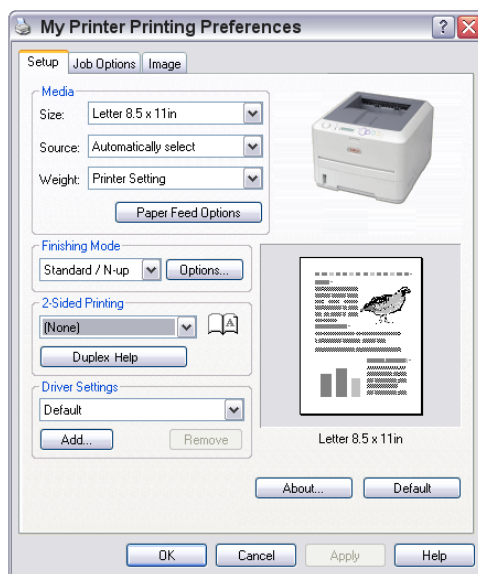 My Printer Printing Preferences
Setup
Job Options
Image
Media
Size:
Letter 8.5 x 11in
Source:
Automatically select
Weight:
Printer Setting
Paper Feed Options
Finishing Mode
Standard / N-up
Options...
2-Sided Printing
(None)
A
Duplex Help
Driver Settings
Default
Add...
Remove
Letter 8.5 x 11in
About...
Default
OK
Cancel
Apply
Help